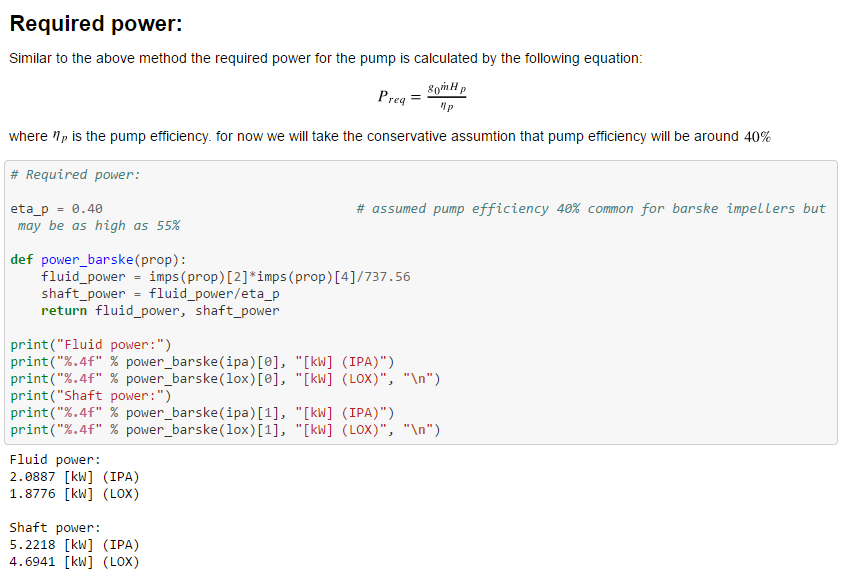 Required power:
Similar to the above method the required power for the pump is calculated by the following equation:
P_req = g_0 ṁ H_p / η_p
where η_p is the pump efficiency. for now we will take the conservative assumtion that pump efficiency will be around 40%
# Required power:
eta_p = 0.40 # assumed pump efficiency 40% common for barske impellers but
may be as high as 55%
def power_barske(prop):
    fluid_power = imps(prop)[2]*imps(prop)[4]/737.56
    shaft_power = fluid_power/eta_p
    return fluid_power, shaft_power
print("Fluid power:")
print("%.4f" % power_barske(ipa)[0], "[kW] (IPA)")
print("%.4f" % power_barske(lox)[0], "[kW] (LOX)", "\n")
print("Shaft power:")
print("%.4f" % power_barske(ipa)[1], "[kW] (IPA)")
print("%.4f" % power_barske(lox)[1], "[kW] (LOX)", "\n")
Fluid power:
2.0887 [kW] (IPA)
1.8776 [kW] (LOX)
Shaft power:
5.2218 [kW] (IPA)
4.6941 [kW] (LOX)